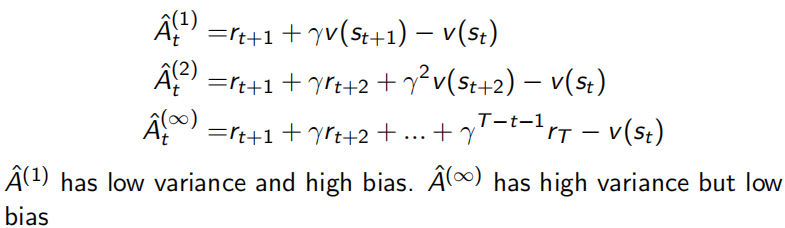 Â_t^(1) =r_{t+1} + γv(s_{t+1}) − v(s_t)
Â_t^(2) =r_{t+1} + γr_{t+2} + γ²v(s_{t+2}) − v(s_t)
Â_t^(∞) =r_{t+1} + γr_{t+2} + ... + γ^{T−t−1}r_T − v(s_t)
Â^(1) has low variance and high bias. Â^(∞) has high variance but low
bias